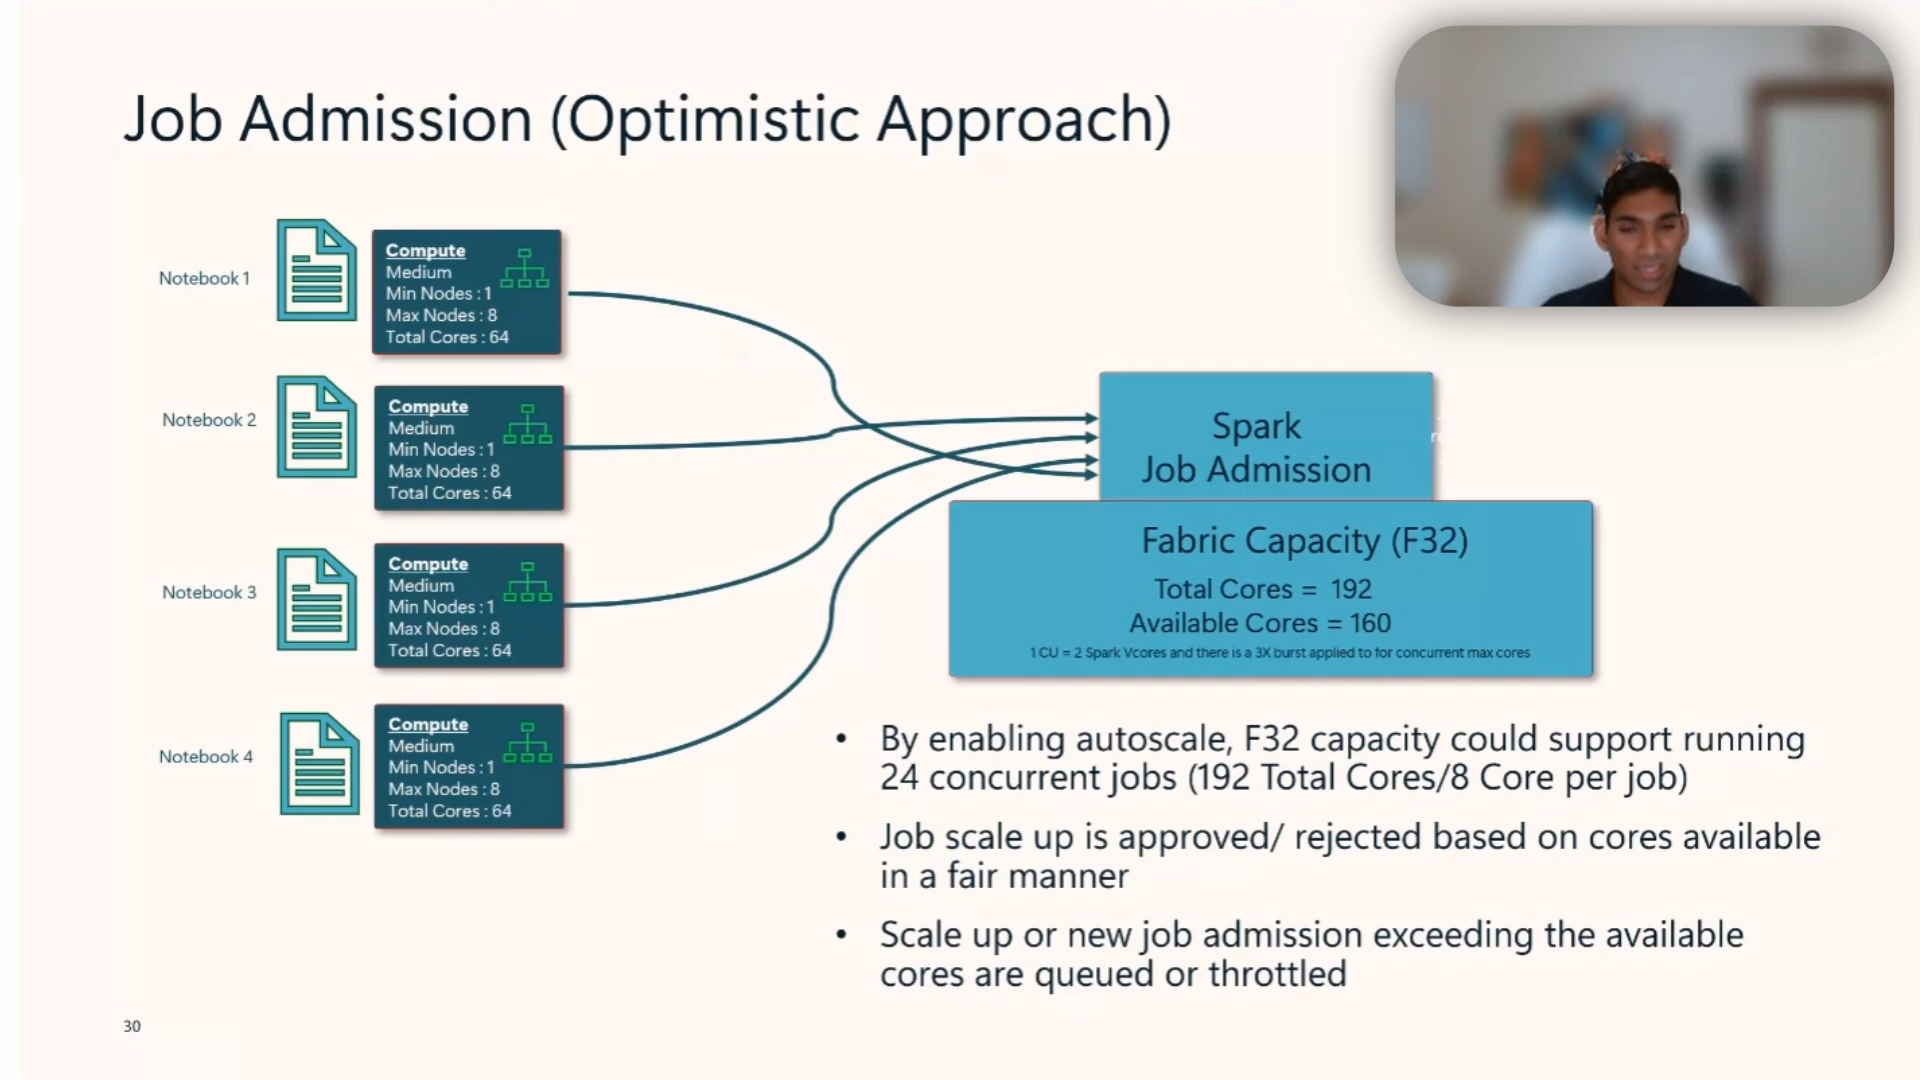 Job Admission (Optimistic Approach)
Notebook 1
Compute
Medium
Min Nodes : 1
Max Nodes : 8
Total Cores : 64
Notebook 2
Compute
Medium
Min Nodes : 1
Max Nodes : 8
Total Cores : 64
Notebook 3
Compute
Medium
Min Nodes : 1
Max Nodes : 8
Total Cores : 64
Notebook 4
Compute
Medium
Min Nodes : 1
Max Nodes : 8
Total Cores : 64
Spark
Job Admission
Fabric Capacity (F32)
Total Cores = 192
Available Cores = 160
1 CU = 2 Spark Vcores and there is a 3X burst applied to for concurrent max cores
• By enabling autoscale, F32 capacity could support running
24 concurrent jobs (192 Total Cores/8 Core per job)
• Job scale up is approved/ rejected based on cores available
in a fair manner
• Scale up or new job admission exceeding the available
cores are queued or throttled
30